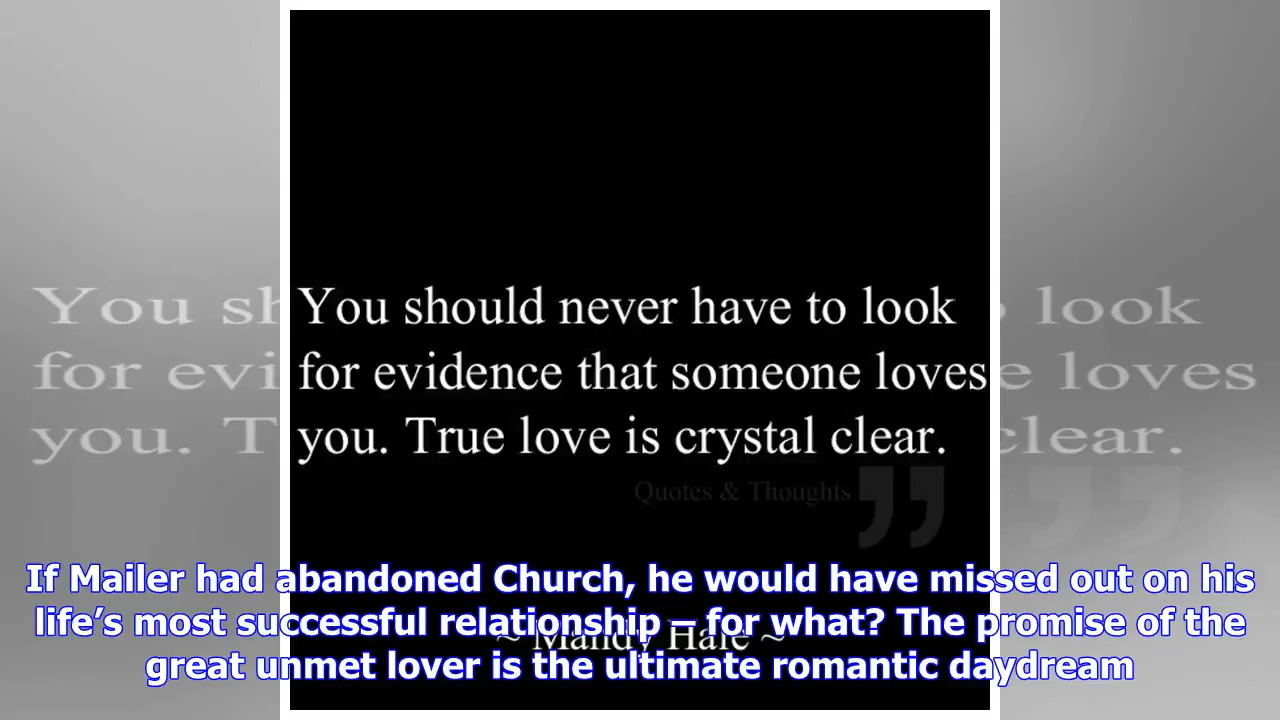 You should never have to look
for evidence that someone loves
you. True love is crystal clear.
Quotes & Thoughts
~ Mandy Hale ~
If Mailer had abandoned Church, he would have missed out on his
life’s most successful relationship – for what? The promise of the
great unmet lover is the ultimate romantic daydream